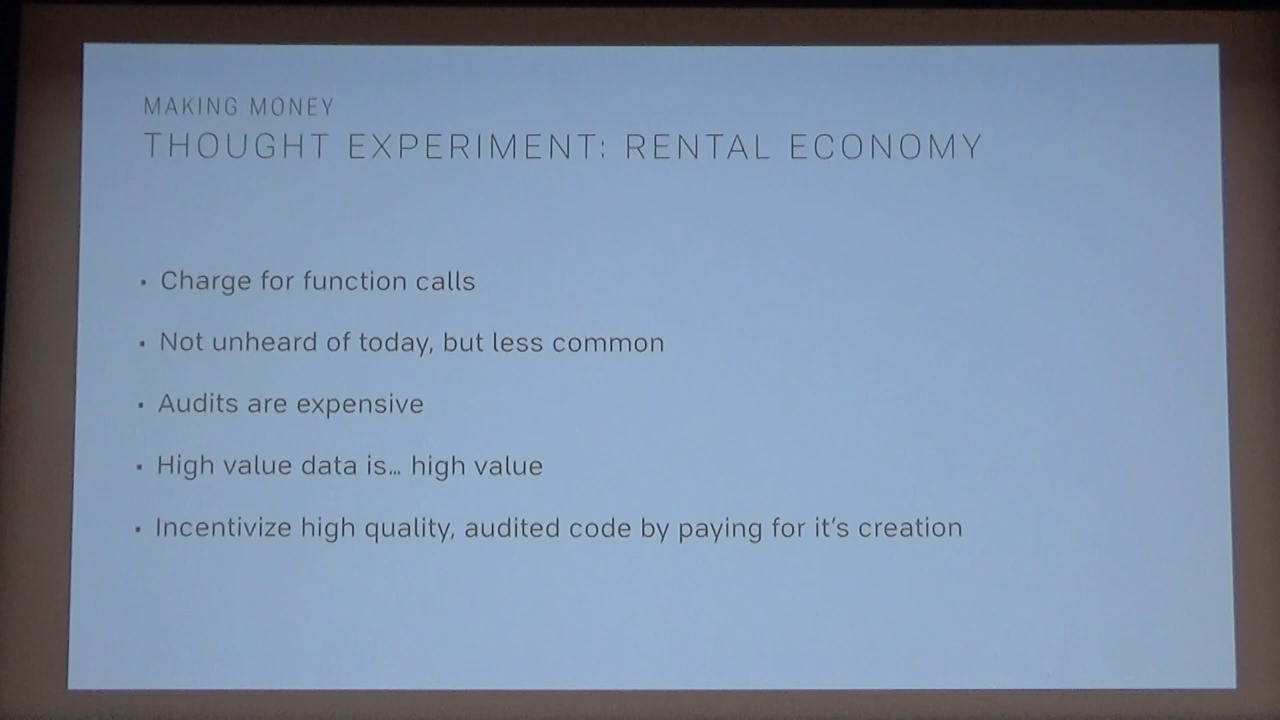 MAKING MONEY
THOUGHT EXPERIMENT: RENTAL ECONOMY
· Charge for function calls
· Not unheard of today, but less common
· Audits are expensive
· High value data is… high value
· Incentivize high quality, audited code by paying for it’s creation